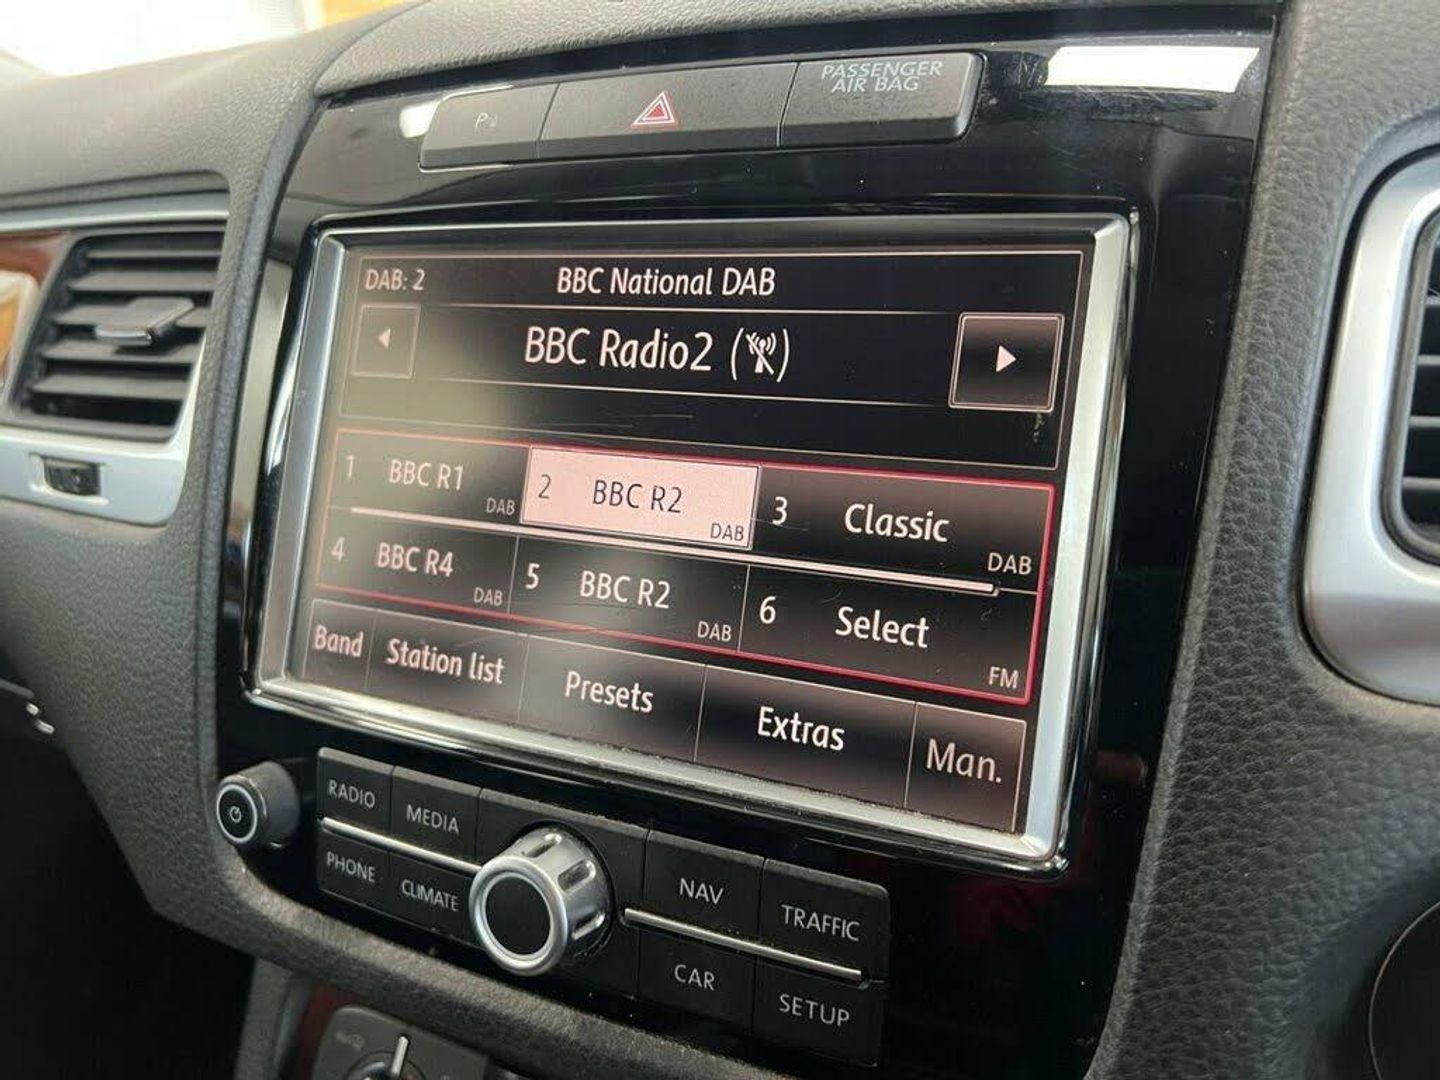 P
PASSENGER
AIR BAG
DAB: 2 BBC National DAB
BBC Radio2
1 BBC R1 DAB
2 BBC R2 DAB
3 Classic DAB
4 BBC R4 DAB
5 BBC R2 DAB
6 Select FM
Band Station list Presets Extras Man.
RADIO MEDIA
PHONE CLIMATE
NAV TRAFFIC
CAR SETUP